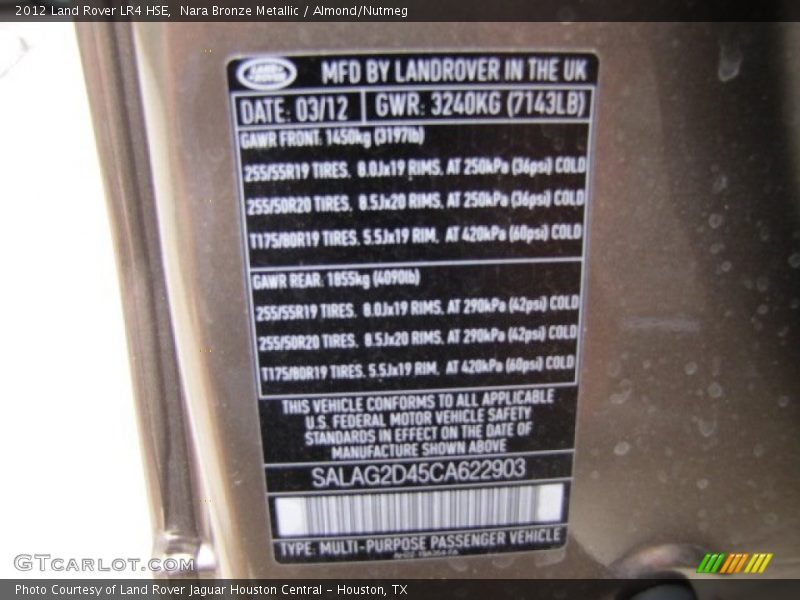 2012 Land Rover LR4 HSE, Nara Bronze Metallic / Almond/Nutmeg
LAND ROVER
MFD BY LANDROVER IN THE UK
DATE: 03/12 GWR: 3240KG (7143LB)
GAWR FRONT: 1450kg (3197lb)
255/55R19 TIRES, 8.0Jx19 RIMS, AT 250kPa (36psi) COLD
255/50R20 TIRES, 8.5Jx20 RIMS, AT 250kPa (36psi) COLD
T175/80R19 TIRES, 5.5Jx19 RIM, AT 420kPa (60psi) COLD
GAWR REAR: 1855kg (4090lb)
255/55R19 TIRES, 8.0Jx19 RIMS, AT 290kPa (42psi) COLD
255/50R20 TIRES, 8.5Jx20 RIMS, AT 290kPa (42psi) COLD
T175/80R19 TIRES, 5.5Jx19 RIM, AT 420kPa (60psi) COLD
THIS VEHICLE CONFORMS TO ALL APPLICABLE
U.S. FEDERAL MOTOR VEHICLE SAFETY
STANDARDS IN EFFECT ON THE DATE OF
MANUFACTURE SHOWN ABOVE
SALAG2D45CA622903
TYPE: MULTI-PURPOSE PASSENGER VEHICLE
GTcarlot.com
Photo Courtesy of Land Rover Jaguar Houston Central - Houston, TX